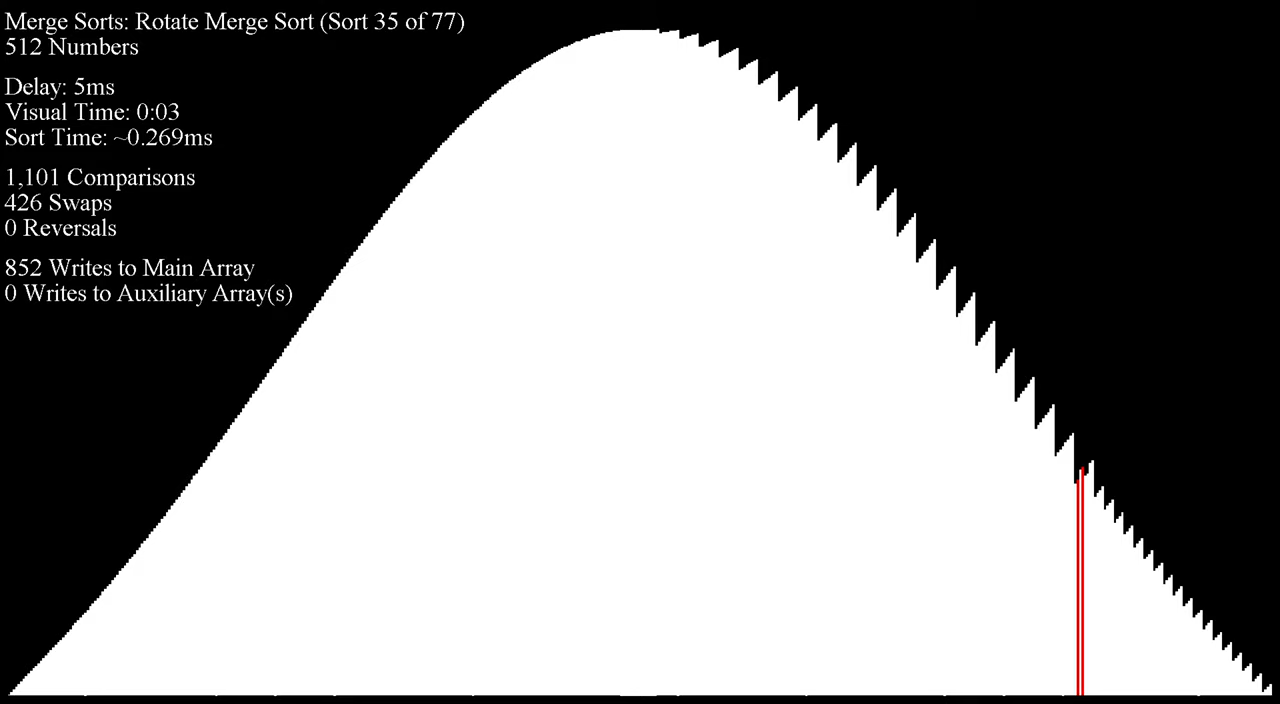 Merge Sorts: Rotate Merge Sort (Sort 35 of 77)
512 Numbers
Delay: 5ms
Visual Time: 0:03
Sort Time: ~0.269ms
1,101 Comparisons
426 Swaps
0 Reversals
852 Writes to Main Array
0 Writes to Auxiliary Array(s)